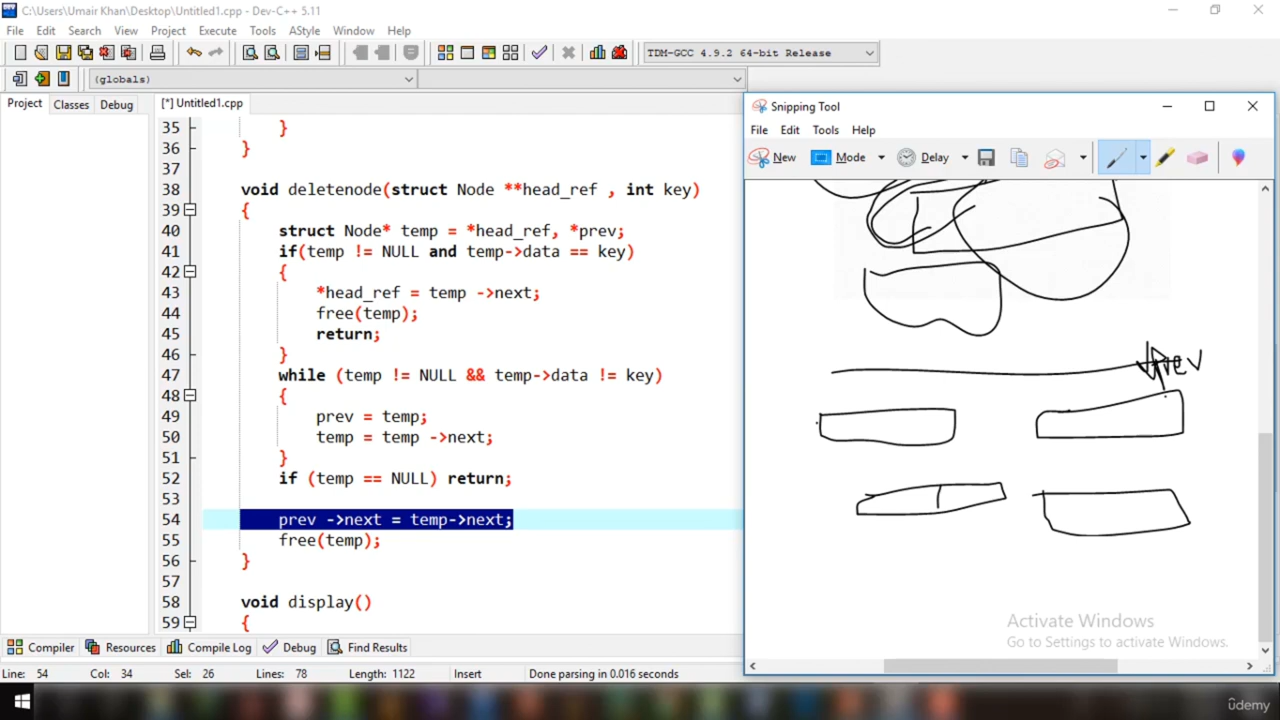 C:\Users\Umair Khan\Desktop\Untitled1.cpp - Dev-C++ 5.11
File Edit Search View Project Execute Tools AStyle Window Help
TDM-GCC 4.9.2 64-bit Release
(globals)
Project Classes Debug
[*] Untitled1.cpp
35 }
36 }
37
38 void deletenode(struct Node **head_ref , int key)
39 {
40 struct Node* temp = *head_ref, *prev;
41 if(temp != NULL and temp->data == key)
42 {
43 *head_ref = temp ->next;
44 free(temp);
45 return;
46 }
47 while (temp != NULL && temp->data != key)
48 {
49 prev = temp;
50 temp = temp ->next;
51 }
52 if (temp == NULL) return;
53
54 prev ->next = temp->next;
55 free(temp);
56 }
57
58 void display()
59 {
Compiler Resources Compile Log Debug Find Results
Line: 54 Col: 34 Sel: 26 Lines: 78 Length: 1122 Insert Done parsing in 0.016 seconds
Snipping Tool
File Edit Tools Help
New Mode Delay
Prev
Activate Windows
Go to Settings to activate Windows.
ûdemy